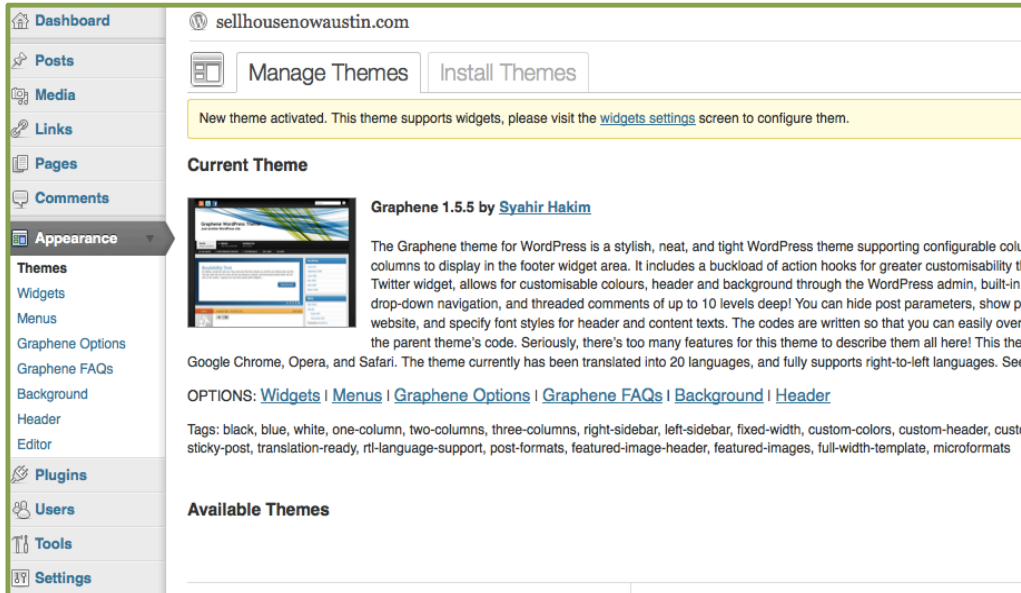 Dashboard
Posts
Media
Links
Pages
Comments
Appearance
Themes
Widgets
Menus
Graphene Options
Graphene FAQs
Background
Header
Editor
Plugins
Users
Tools
Settings
sellhousenowaustin.com
Manage Themes Install Themes
New theme activated. This theme supports widgets, please visit the widgets settings screen to configure them.
Current Theme
Graphene WordPress Theme
Graphene 1.5.5 by Syahir Hakim
The Graphene theme for WordPress is a stylish, neat, and tight WordPress theme supporting configurable colu
columns to display in the footer widget area. It includes a buckload of action hooks for greater customisability t
Twitter widget, allows for customisable colours, header and background through the WordPress admin, built-in
drop-down navigation, and threaded comments of up to 10 levels deep! You can hide post parameters, show p
website, and specify font styles for header and content texts. The codes are written so that you can easily over
the parent theme's code. Seriously, there's too many features for this theme to describe them all here! This the
Google Chrome, Opera, and Safari. The theme currently has been translated into 20 languages, and fully supports right-to-left languages. See
OPTIONS: Widgets | Menus | Graphene Options | Graphene FAQs | Background | Header
Tags: black, blue, white, one-column, two-columns, three-columns, right-sidebar, left-sidebar, fixed-width, custom-colors, custom-header, custo
sticky-post, translation-ready, rtl-language-support, post-formats, featured-image-header, featured-images, full-width-template, microformats
Available Themes